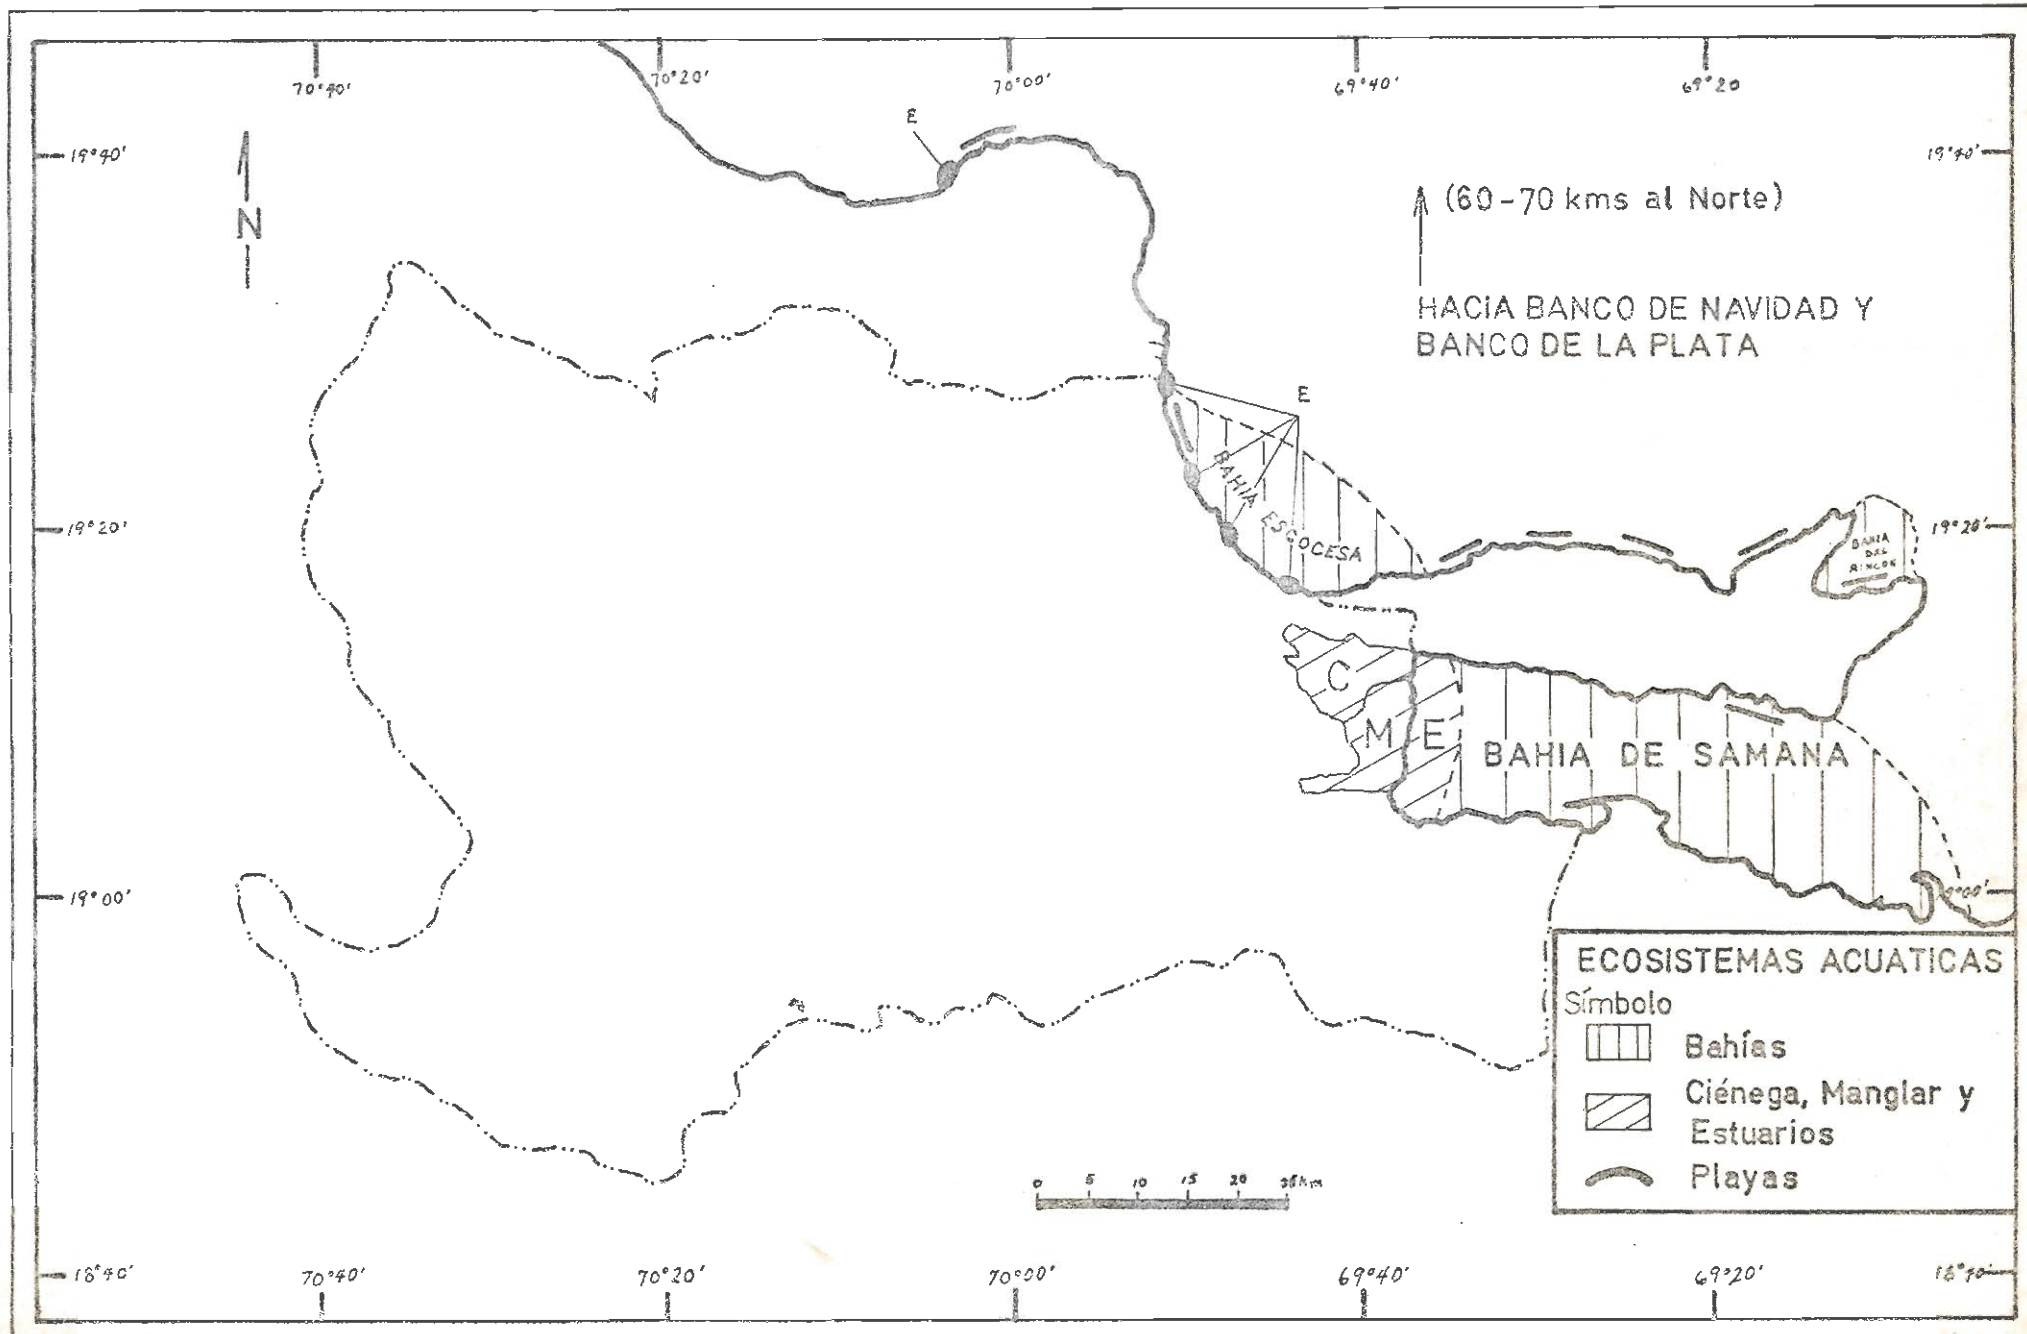 70°40'
70°20'
70°00'
69°40'
69°20
19°40'
19°40'
E
N
(60-70 kms al Norte)
HACIA BANCO DE NAVIDAD Y
BANCO DE LA PLATA
E
BAHIA ESCOCESA
19°20'
19°20'
BAHIA
DEL
RINCON
C
M E BAHIA DE SAMANA
19°00'
9°00'
ECOSISTEMAS ACUATICAS
Símbolo
Bahías
Ciénega, Manglar y
Estuarios
Playas
0 5 10 15 20 25km
18°40'
18°40'
70°40'
70°20'
70°00'
69°40'
69°20'